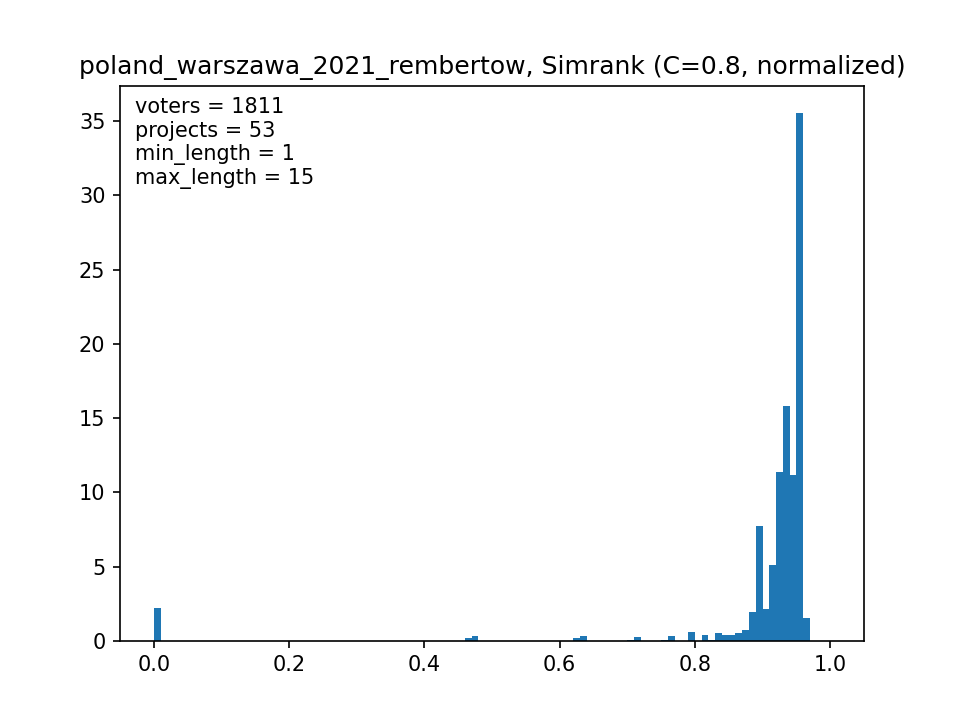 poland_warszawa_2021_rembertow, Simrank (C=0.8, normalized)
voters = 1811
projects = 53
min_length = 1
max_length = 15
35
30
25
20
15
10
5
0
0.0 0.2 0.4 0.6 0.8 1.0